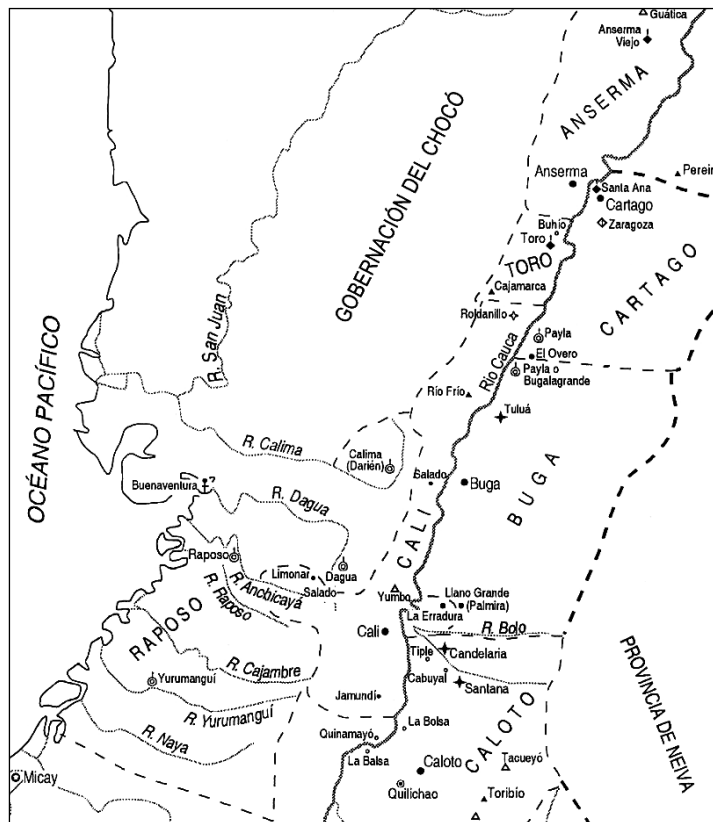 Guática
Anserma
Viejo
ANSERMA
GOBERNACIÓN DEL CHOCÓ
Anserma
Santa Ana
Cartago
Zaragoza
Perein
Buhío
Toro
TORO
Cajamarca
CARTAGO
Roldanillo
R. San Juan
Río Cauca
Payla
El Overo
Payla o
Bugalagrande
Río Frío
Tuluá
OCÉANO PACÍFICO
R. Calima
Calima
(Darién)
Salado
Buga
BUGA
Buenaventura
R. Dagua
CALI
Raposo
R. Anchicayá
Limonar
Salado
Dagua
Yumbo
Llano Grande
(Palmira)
La Erradura
R. Raposo
RAPOSO
Cali
R. Bolo
Tiple
Candelaria
R. Cajambre
Cabuyal
Santana
Yurumanguí
R. Yurumanguí
Jamundí
CALOTO
PROVINCIA DE NEIVA
R. Naya
Quinamayó
La Bolsa
La Balsa
Caloto
Tacueyó
Micay
Quilichao
Toribío